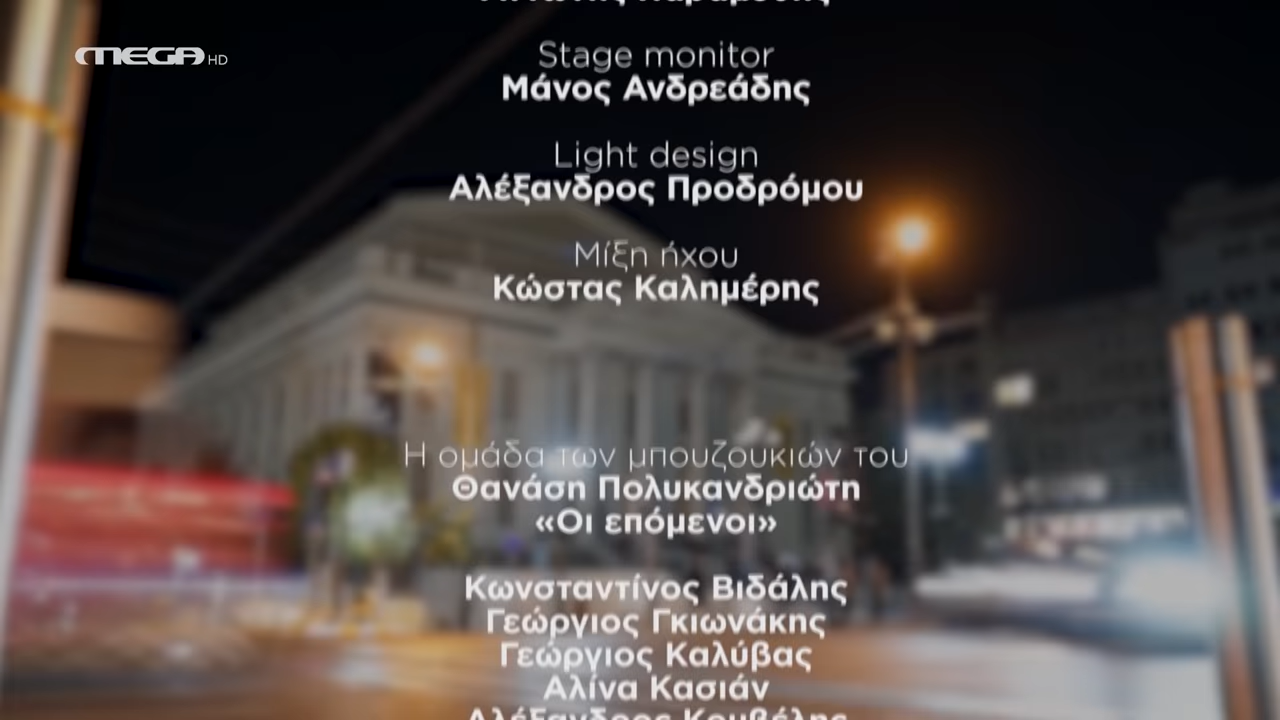 MEGA HD
Stage monitor
Μάνος Ανδρεάδης
Light design
Αλέξανδρος Προδρόμου
Μίξη ήχου
Κώστας Καλημέρης
Η ομάδα των μπουζουκιών του
Θανάση Πολυκανδριώτη
«Οι επόμενοι»
Κωνσταντίνος Βιδάλης
Γεώργιος Γκιωνάκης
Γεώργιος Καλύβας
Αλίνα Κασιάν